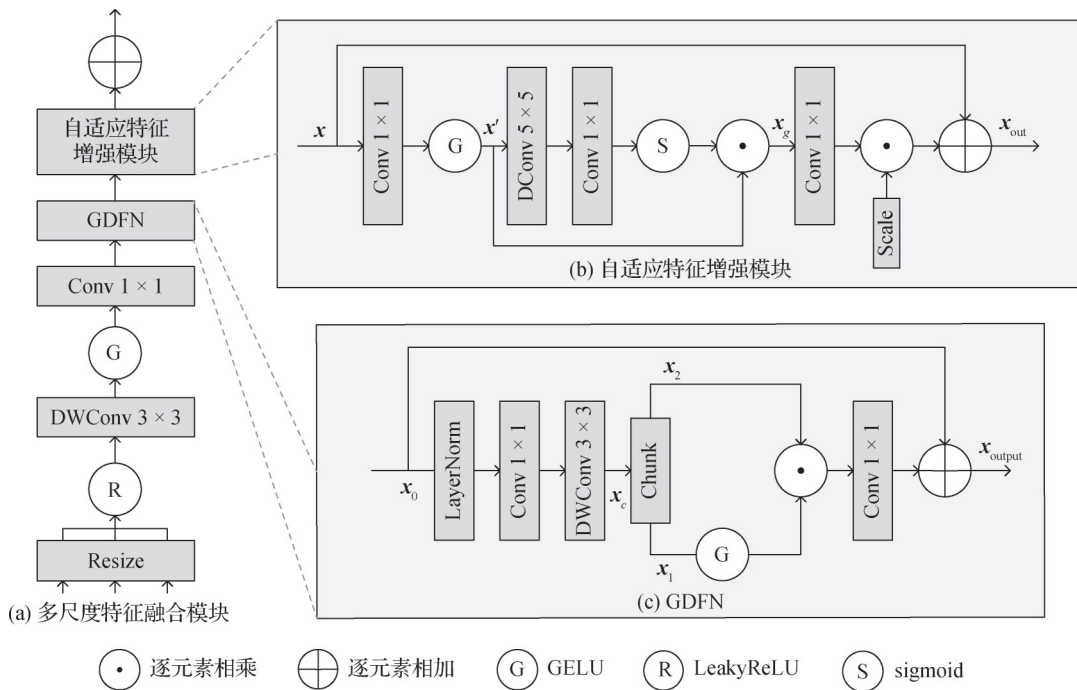 自适应特征
增强模块
GDFN
Conv 1 × 1
G
DWConv 3 × 3
R
Resize
(a) 多尺度特征融合模块
x
Conv 1 × 1
G
x′
DConv 5 × 5
Conv 1 × 1
S
x_g
Conv 1 × 1
Scale
x_out
(b) 自适应特征增强模块
x_0
LayerNorm
Conv 1 × 1
DWConv 3 × 3
x_c
Chunk
x_2
x_1
G
Conv 1 × 1
x_output
(c) GDFN
逐元素相乘 逐元素相加 G GELU R LeakyReLU S sigmoid